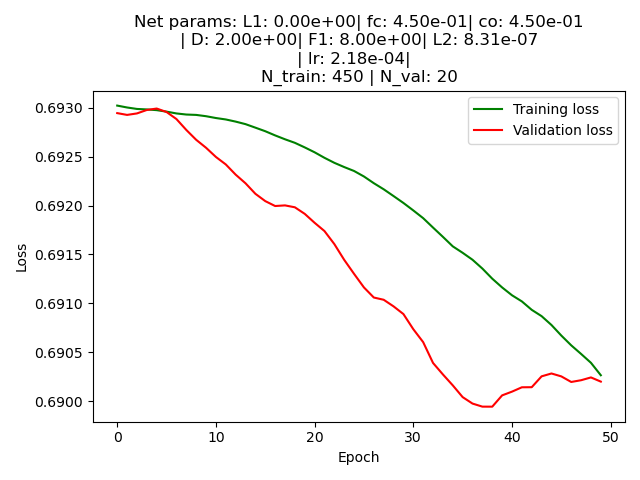 Net params: L1: 0.00e+00| fc: 4.50e-01| co: 4.50e-01
| D: 2.00e+00| F1: 8.00e+00| L2: 8.31e-07
| lr: 2.18e-04|
N_train: 450 | N_val: 20
Training loss
Validation loss
0.6930
0.6925
0.6920
0.6915
0.6910
0.6905
0.6900
Loss
0 10 20 30 40 50
Epoch